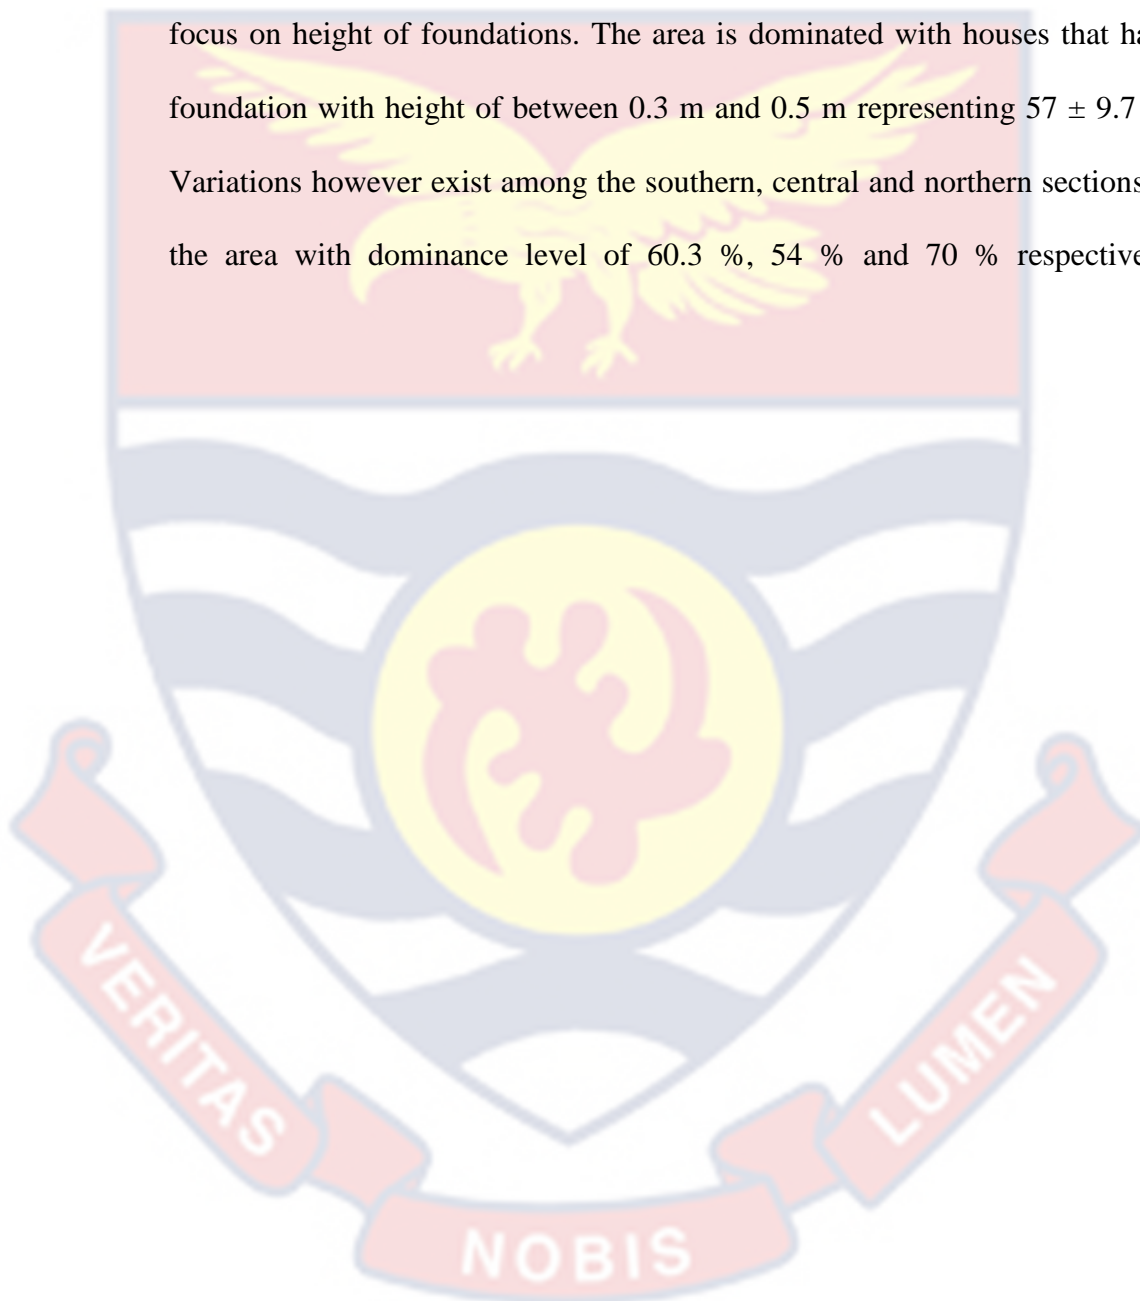 focus on height of foundations. The area is dominated with houses that ha
foundation with height of between 0.3 m and 0.5 m representing 57 ± 9.7
Variations however exist among the southern, central and northern sections
the area with dominance level of 60.3 %, 54 % and 70 % respective
VERITAS
NOBIS
LUMEN